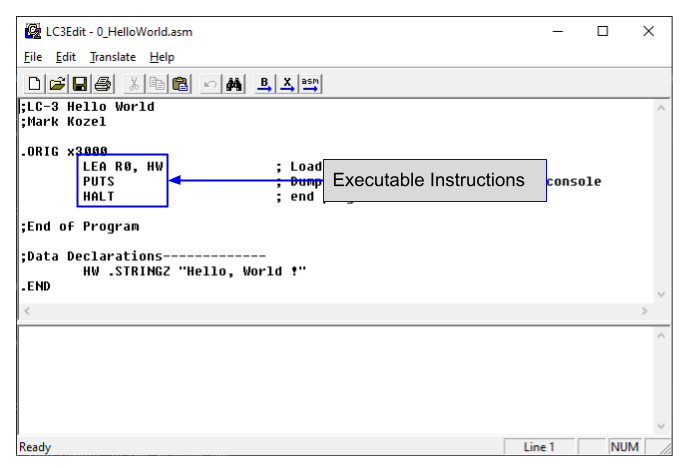 LC3Edit - 0_HelloWorld.asm
File Edit Translate Help
B X asm
;LC-3 Hello World
;Mark Kozel
.ORIG x3000
LEA R0, HW ; Load
PUTS ; Dump console
HALT ; end
Executable Instructions
;End of Program
;Data Declarations-------------
HW .STRINGZ "Hello, World !"
.END
Ready Line 1 NUM